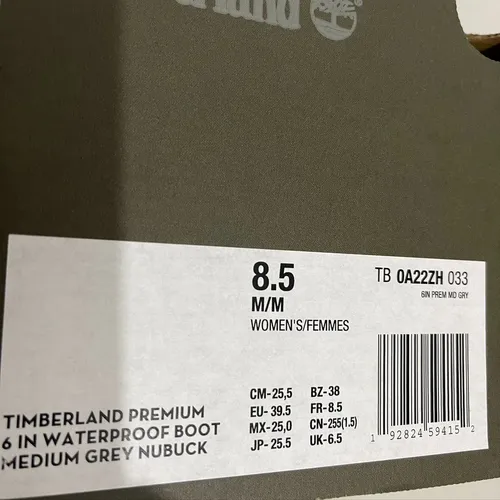 8.5
M/M
WOMEN'S/FEMMES
TB 0A22ZH 033
6IN PREM MD GRY
CM-25,5 BZ-38
EU- 39.5 FR-8.5
MX-25,0 CN-255(1.5)
JP-25.5 UK-6.5
TIMBERLAND PREMIUM
6 IN WATERPROOF BOOT
MEDIUM GREY NUBUCK
1 92824 59415 2